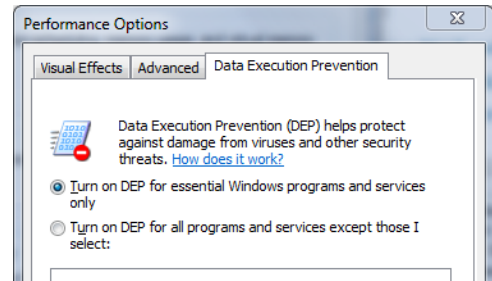 Performance Options
Visual Effects Advanced Data Execution Prevention
Data Execution Prevention (DEP) helps protect
against damage from viruses and other security
threats. How does it work?
Turn on DEP for essential Windows programs and services
only
Turn on DEP for all programs and services except those I
select: